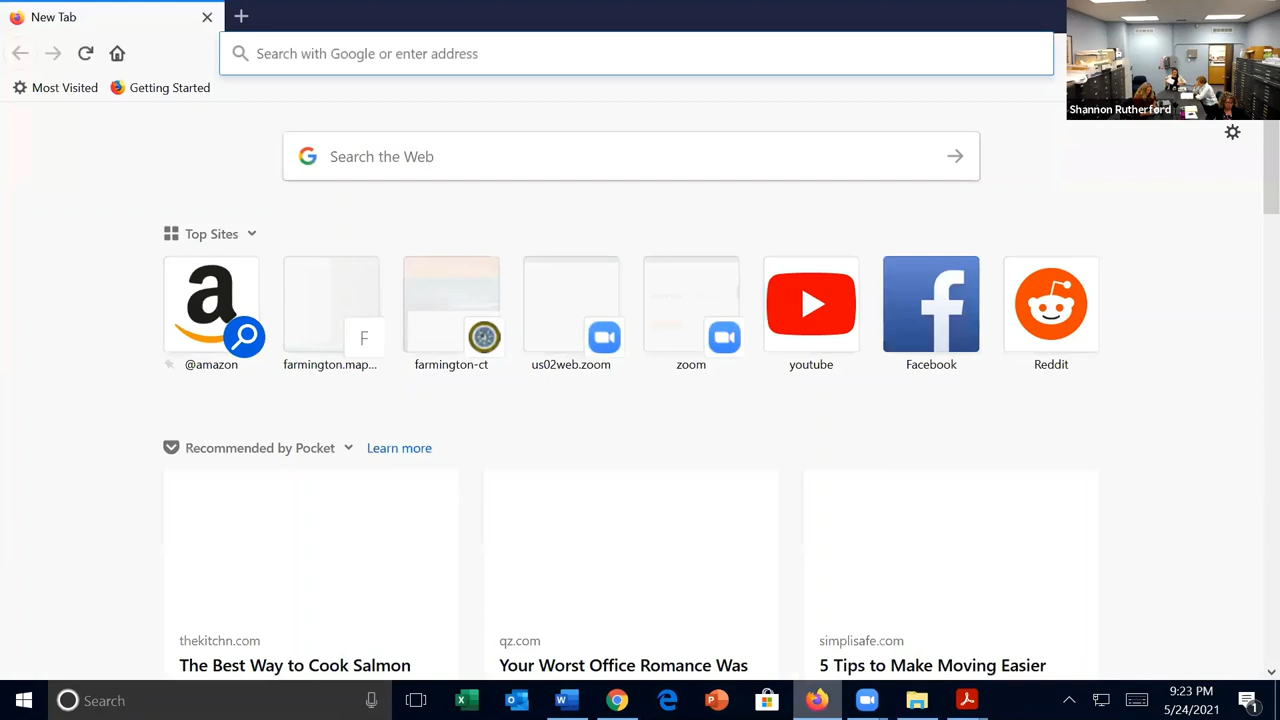 New Tab
Search with Google or enter address
Most Visited
Getting Started
Shannon Rutherford
Search the Web
Top Sites
@amazon
F
farmington.map...
farmington-ct
us02web.zoom
zoom
youtube
Facebook
Reddit
Recommended by Pocket
Learn more
thekitchn.com
The Best Way to Cook Salmon
qz.com
Your Worst Office Romance Was
simplisafe.com
5 Tips to Make Moving Easier
Search
9:23 PM
5/24/2021
1